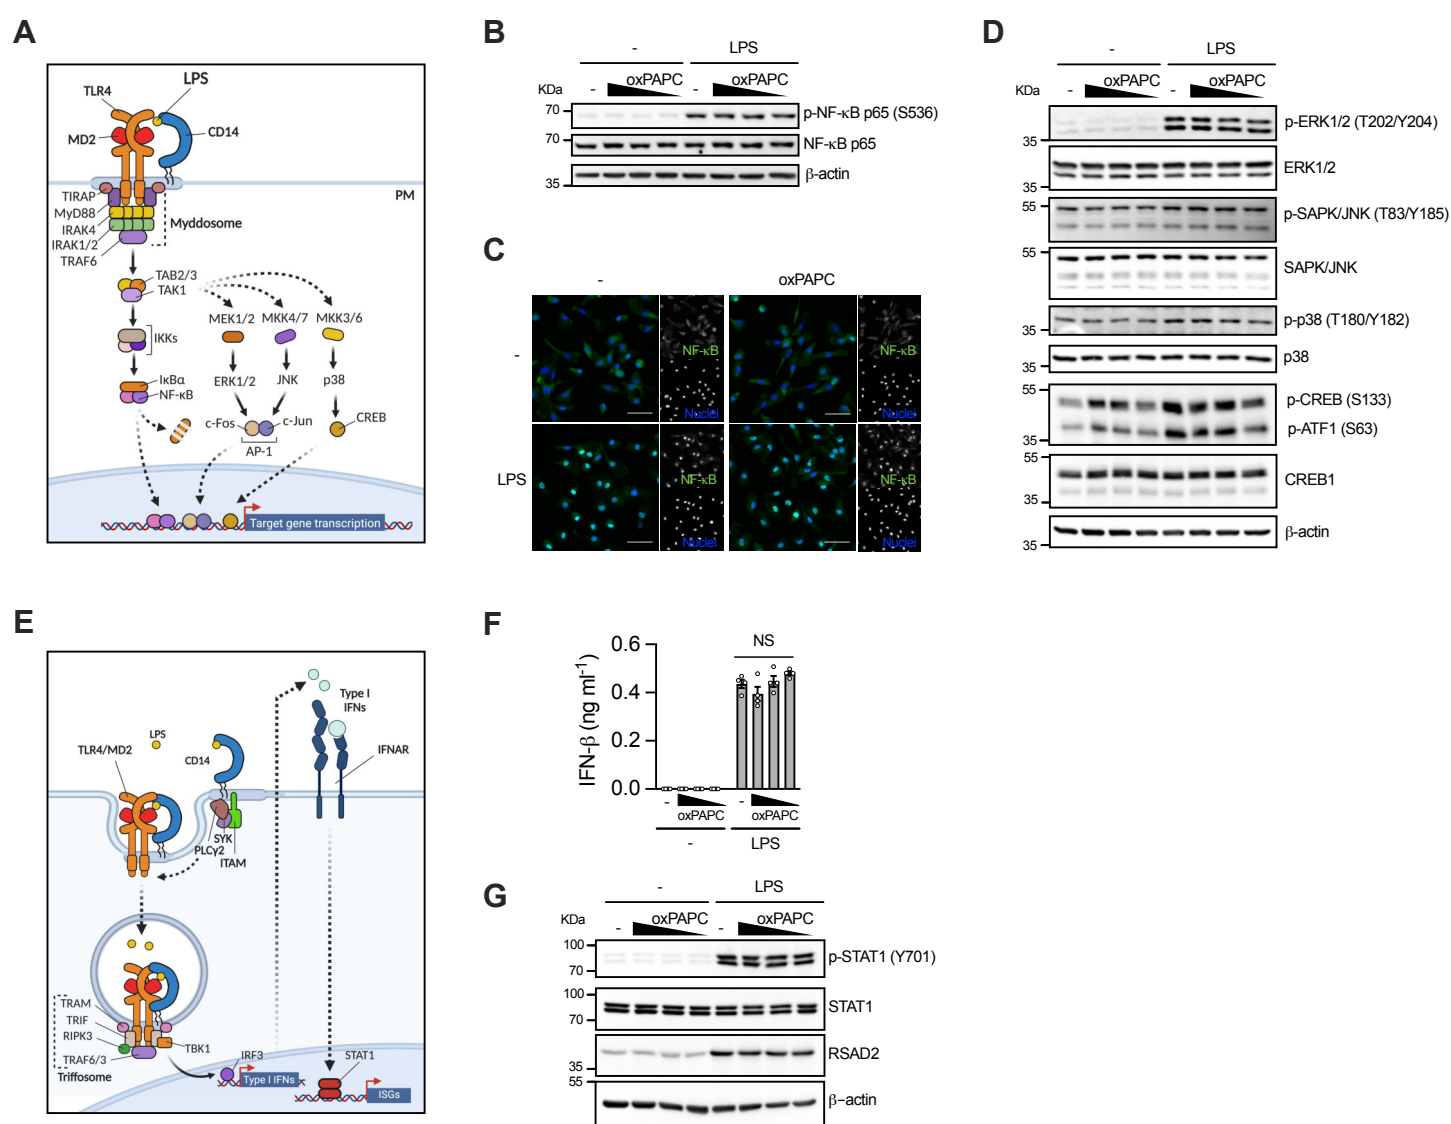 A
LPS
TLR4
MD2
CD14
PM
TIRAP
MyD88
IRAK4
IRAK1/2
TRAF6
Myddosome
TAB2/3
TAK1
MEK1/2
MKK4/7
MKK3/6
IKKs
IκBα
NF-κB
ERK1/2
JNK
p38
c-Fos
c-Jun
CREB
AP-1
Target gene transcription
B
-
LPS
KDa
-
oxPAPC
-
oxPAPC
70
p-NF-κB p65 (S536)
70
NF-κB p65
35
β-actin
C
-
oxPAPC
-
NF-κB
Nuclei
NF-κB
Nuclei
LPS
NF-κB
Nuclei
NF-κB
Nuclei
D
-
LPS
KDa
-
oxPAPC
-
oxPAPC
p-ERK1/2 (T202/Y204)
35
ERK1/2
35
55
p-SAPK/JNK (T83/Y185)
55
SAPK/JNK
p-p38 (T180/Y182)
35
p38
35
55
p-CREB (S133)
p-ATF1 (S63)
35
55
CREB1
35
β-actin
35
E
Type I
IFNs
LPS
TLR4/MD2
CD14
IFNAR
SYK
PLCγ2
ITAM
TRAM
TRIF
RIPK3
TRAF6/3
TBK1
Triffosome
IRF3
Type I IFNs
STAT1
ISGs
F
IFN-β (ng ml-1)
0.6
0.4
0.2
0.0
NS
-
oxPAPC
-
oxPAPC
-
LPS
G
-
LPS
KDa
-
oxPAPC
-
oxPAPC
100
p-STAT1 (Y701)
70
100
STAT1
70
RSAD2
35
55
β-actin